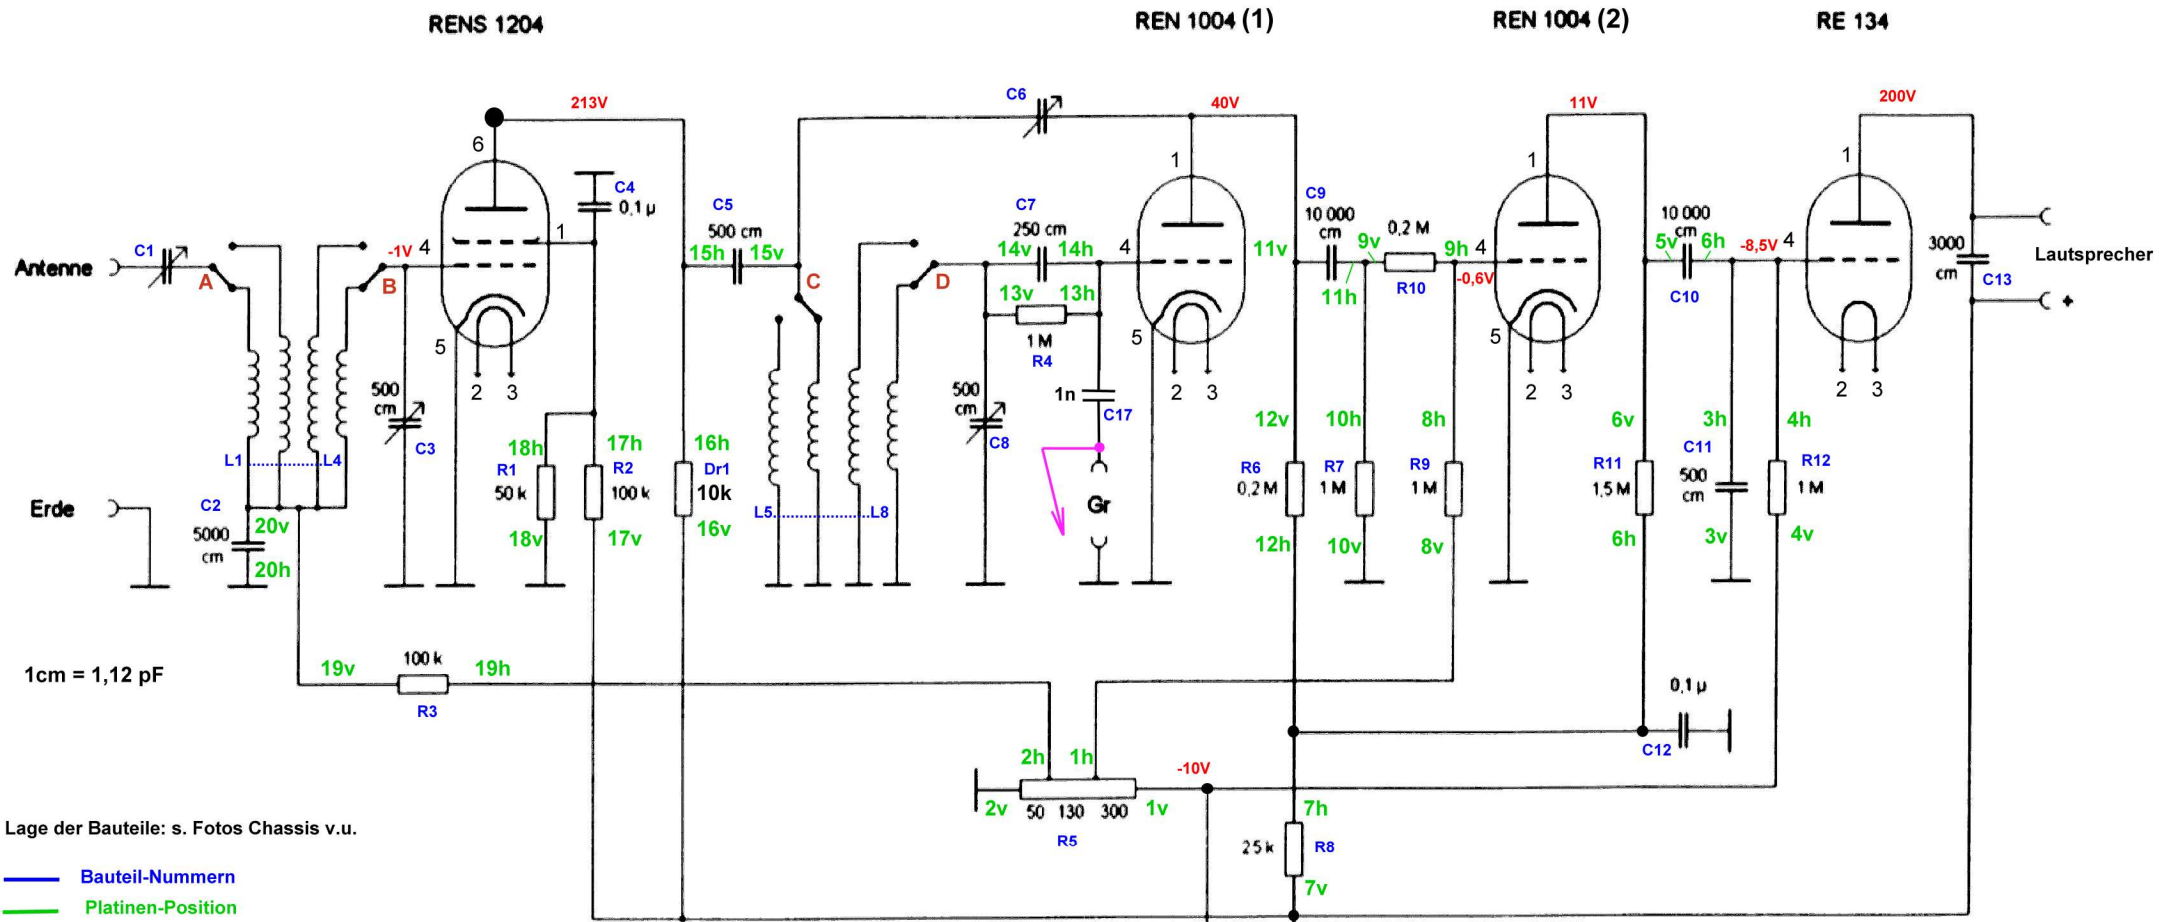 RENS 1204
REN 1004 (1)
REN 1004 (2)
RE 134
213V
C6
40V
11V
200V
6
1
1
1
C4
0,1 µ
C5
500 cm
C7
250 cm
C9
10 000
cm
0,2 M
10 000
cm
1
-1V
4
C1
15h
15v
14v
14h
4
11v
9v
9h
4
5v
6h
-8,5V
4
3000
cm
Lautsprecher
Antenne
A
B
C
D
13v
13h
11h
R10
-0,6V
C10
C13
+
5
1 M
R4
5
5
2
3
2
3
2
3
2
3
500
cm
C3
500
cm
C8
1n
C17
12v
10h
8h
6v
3h
4h
18h
17h
16h
L1
L4
R1
50 k
R2
100 k
Dr1
10k
R6
0,2 M
R7
1 M
R9
1 M
R11
1,5 M
C11
500
cm
R12
1 M
Erde
C2
5000
cm
20v
20h
18v
17v
16v
L5
L8
Gr
12h
10v
8v
6h
3v
4v
1cm = 1,12 pF
19v
100 k
19h
R3
0,1 µ
C12
2h
1h
-10V
2v
50
130
300
1v
R5
7h
25 k
R8
7v
Lage der Bauteile: s. Fotos Chassis v.u.
Bauteil-Nummern
Platinen-Position